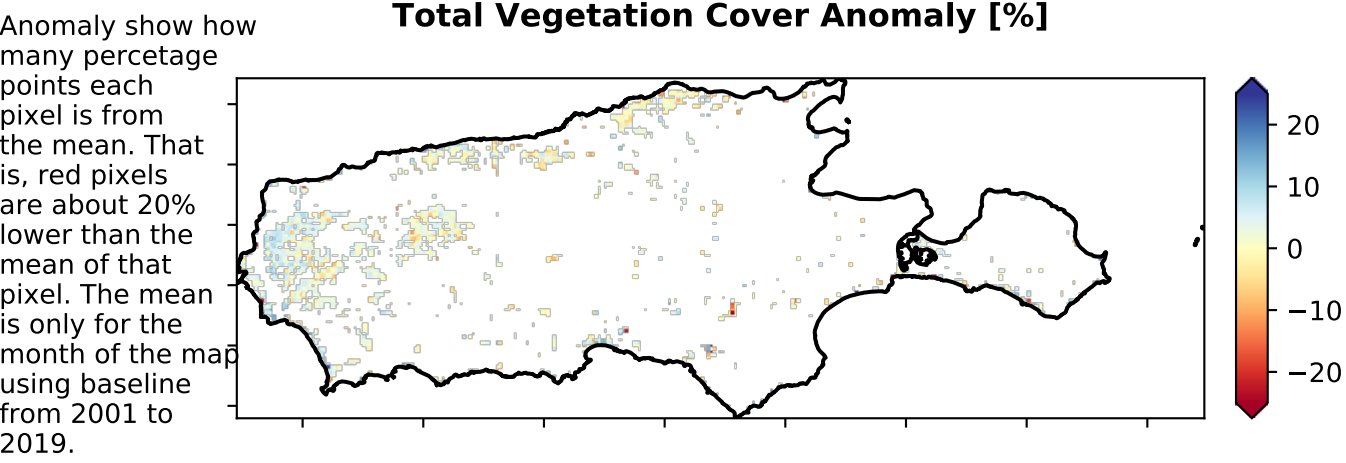 Total Vegetation Cover Anomaly [%]
Anomaly show how
many percetage
points each
pixel is from
the mean. That
is, red pixels
are about 20%
lower than the
mean of that
pixel. The mean
is only for the
month of the map
using baseline
from 2001 to
2019.
20
10
0
−10
−20